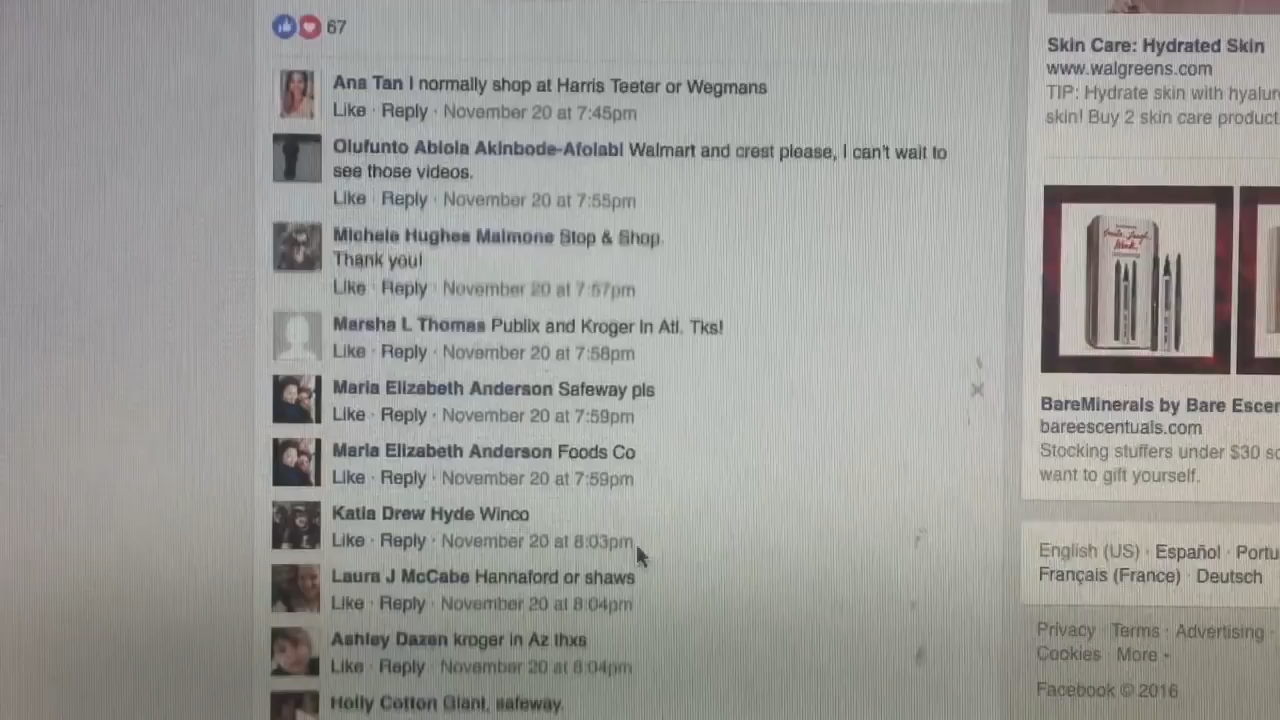 67
Ana Tan I normally shop at Harris Teeter or Wegmans
Like · Reply · November 20 at 7:45pm
Olufunto Abiola Akinbode-Afolabi Walmart and crest please, I can't wait to
see those videos.
Like · Reply · November 20 at 7:55pm
Michele Hughes Maimone Stop & Shop.
Thank you!
Like · Reply · November 20 at 7:57pm
Marsha L Thomas Publix and Kroger in Atl. Tks!
Like · Reply · November 20 at 7:58pm
Maria Elizabeth Anderson Safeway pls
Like · Reply · November 20 at 7:59pm
Maria Elizabeth Anderson Foods Co
Like · Reply · November 20 at 7:59pm
Katia Drew Hyde Winco
Like · Reply · November 20 at 8:03pm
Laura J McCabe Hannaford or shaws
Like · Reply · November 20 at 8:04pm
Ashley Dazen kroger in Az thxs
Like · Reply · November 20 at 8:04pm
Holly Cotton Giant, safeway.
Skin Care: Hydrated Skin
www.walgreens.com
TIP: Hydrate skin with hyalur
skin! Buy 2 skin care product
BareMinerals by Bare Escer
bareescentuals.com
Stocking stuffers under $30 so
want to gift yourself.
English (US) · Español · Portu
Français (France) · Deutsch
Privacy · Terms · Advertising ·
Cookies · More
Facebook © 2016